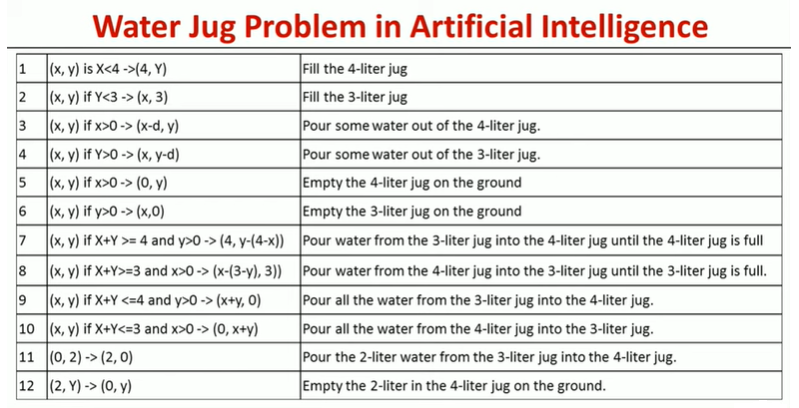 Water Jug Problem in Artificial Intelligence
1 (x, y) is X<4 ->(4, Y) Fill the 4-liter jug
2 (x, y) if Y<3 -> (x, 3) Fill the 3-liter jug
3 (x, y) if x>0 -> (x-d, y) Pour some water out of the 4-liter jug.
4 (x, y) if Y>0 -> (x, y-d) Pour some water out of the 3-liter jug.
5 (x, y) if x>0 -> (0, y) Empty the 4-liter jug on the ground
6 (x, y) if y>0 -> (x,0) Empty the 3-liter jug on the ground
7 (x, y) if X+Y >= 4 and y>0 -> (4, y-(4-x)) Pour water from the 3-liter jug into the 4-liter jug until the 4-liter jug is full
8 (x, y) if X+Y>=3 and x>0 -> (x-(3-y), 3)) Pour water from the 4-liter jug into the 3-liter jug until the 3-liter jug is full.
9 (x, y) if X+Y <=4 and y>0 -> (x+y, 0) Pour all the water from the 3-liter jug into the 4-liter jug.
10 (x, y) if X+Y<=3 and x>0 -> (0, x+y) Pour all the water from the 4-liter jug into the 3-liter jug.
11 (0, 2) -> (2, 0) Pour the 2-liter water from the 3-liter jug into the 4-liter jug.
12 (2, Y) -> (0, y) Empty the 2-liter in the 4-liter jug on the ground.